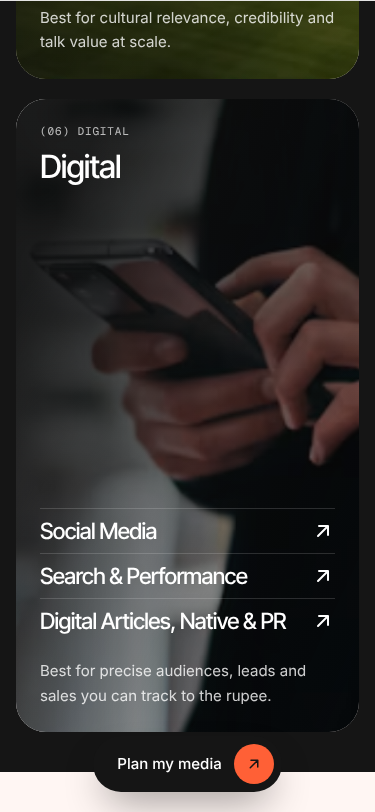 Best for cultural relevance, credibility and
talk value at scale.
(06) DIGITAL
Digital
Social Media
Search & Performance
Digital Articles, Native & PR
Best for precise audiences, leads and
sales you can track to the rupee.
Plan my media